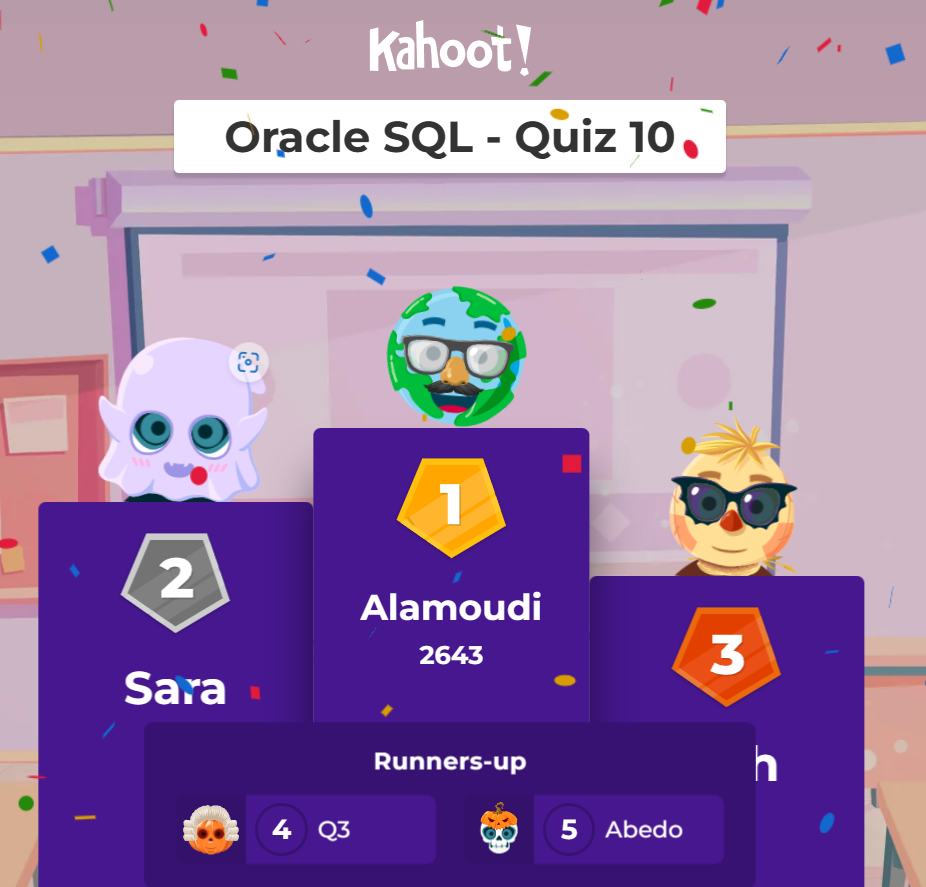 Kahoot!
Oracle SQL - Quiz 10
1
Alamoudi
2643
2
Sara
3
Runners-up
4 Q3
5 Abedo